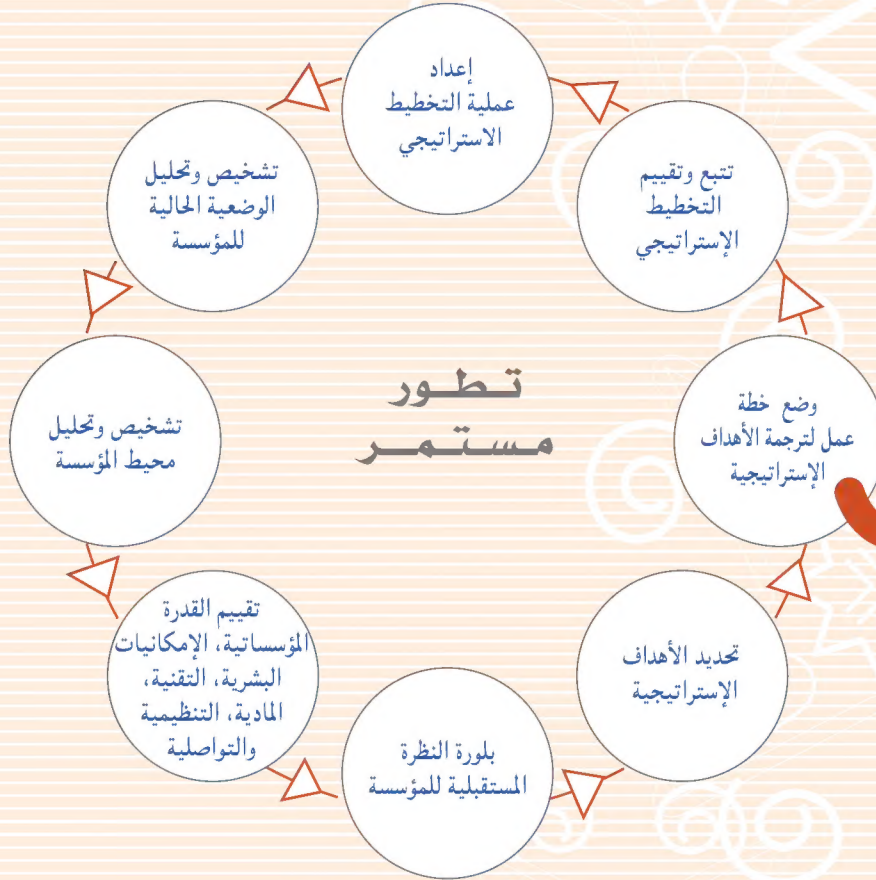 إعداد
عملية التخطيط
الاستراتيجي
تشخيص وتحليل
الوضعية الحالية
للمؤسسة
تشخيص وتحليل
محيط المؤسسة
تقييم القدرة
المؤسساتية، الإمكانيات
البشرية، التقنية،
المادية، التنظيمية
والتواصلية
بلورة النظرة
المستقبلية للمؤسسة
تحديد الأهداف
الإستراتيجية
وضع خطة
عمل لترجمة الأهداف
الإستراتيجية
تتبع وتقييم
التخطيط
الإستراتيجي
تـطـور
مـسـتـمـر